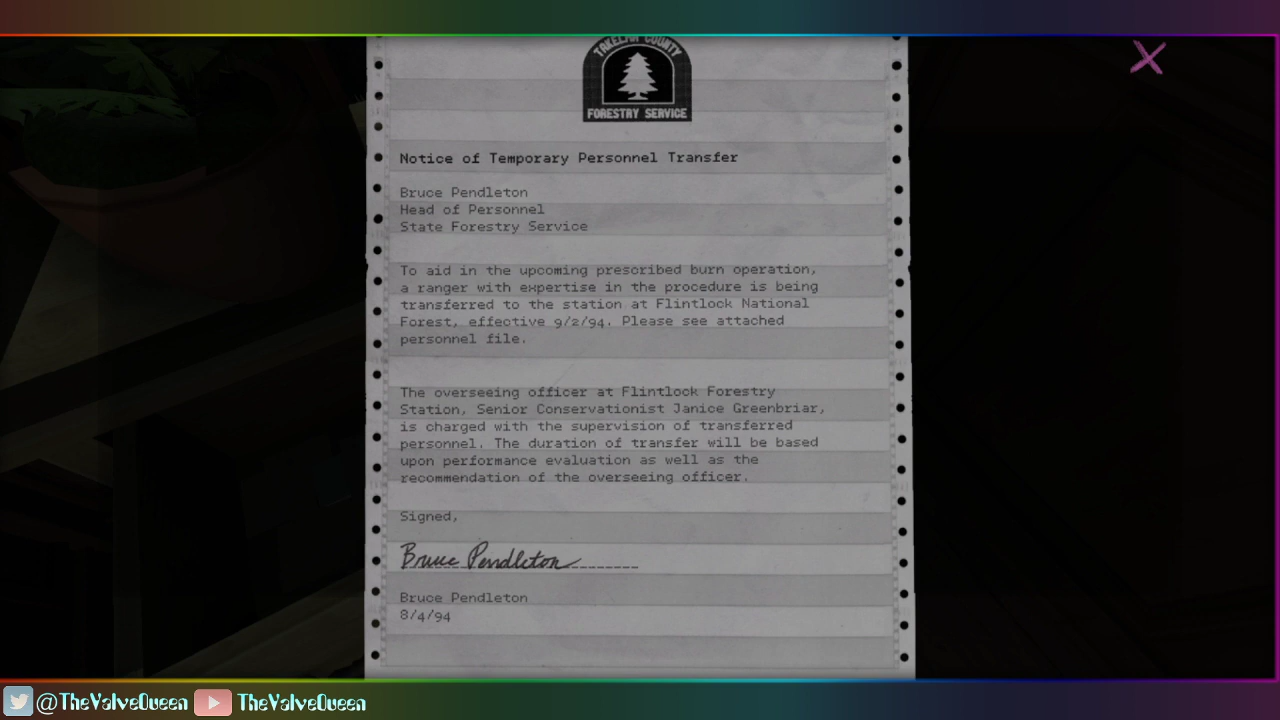 TAKELMA COUNTY
FORESTRY SERVICE
Notice of Temporary Personnel Transfer
Bruce Pendleton
Head of Personnel
State Forestry Service
To aid in the upcoming prescribed burn operation,
a ranger with expertise in the procedure is being
transferred to the station at Flintlock National
Forest, effective 9/2/94. Please see attached
personnel file.
The overseeing officer at Flintlock Forestry
Station, Senior Conservationist Janice Greenbriar,
is charged with the supervision of transferred
personnel. The duration of transfer will be based
upon performance evaluation as well as the
recommendation of the overseeing officer.
Signed,
Bruce Pendleton
Bruce Pendleton
8/4/94
@TheValveQueen TheValveQueen